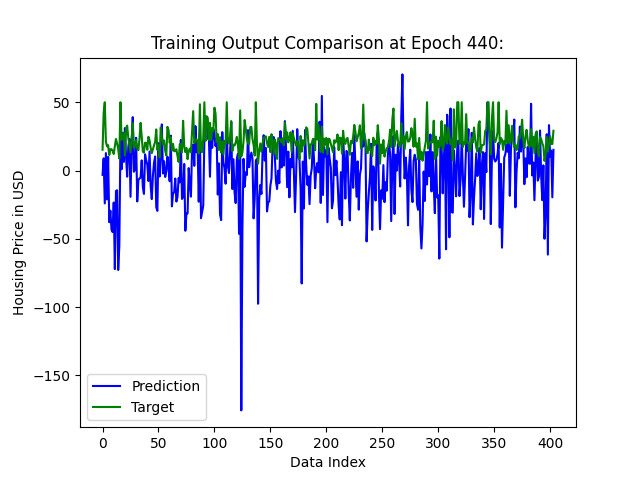 Training Output Comparison at Epoch 440:
Housing Price in USD
50
0
−50
−100
−150
Prediction
Target
0 50 100 150 200 250 300 350 400
Data Index